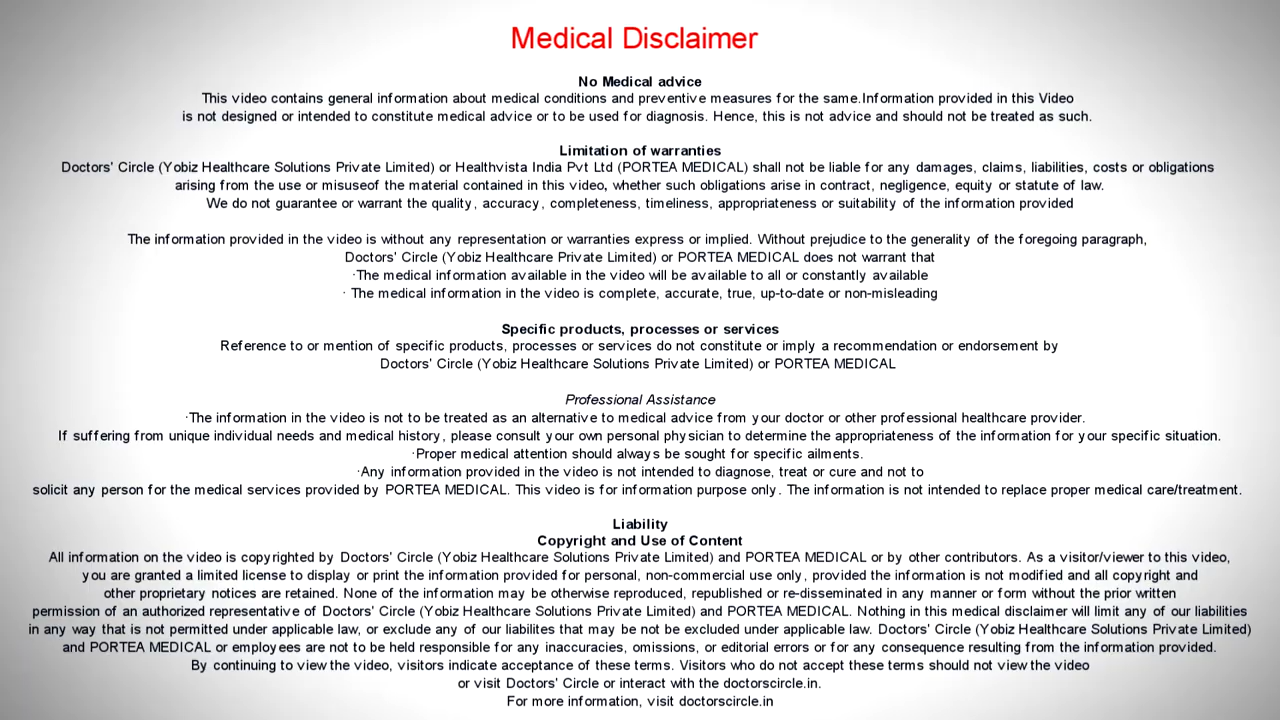 Medical Disclaimer
No Medical advice
This video contains general information about medical conditions and preventive measures for the same.Information provided in this Video
is not designed or intended to constitute medical advice or to be used for diagnosis. Hence, this is not advice and should not be treated as such.
Limitation of warranties
Doctors' Circle (Yobiz Healthcare Solutions Private Limited) or Healthvista India Pvt Ltd (PORTEA MEDICAL) shall not be liable for any damages, claims, liabilities, costs or obligations
arising from the use or misuseof the material contained in this video, whether such obligations arise in contract, negligence, equity or statute of law.
We do not guarantee or warrant the quality, accuracy, completeness, timeliness, appropriateness or suitability of the information provided
The information provided in the video is without any representation or warranties express or implied. Without prejudice to the generality of the foregoing paragraph,
Doctors' Circle (Yobiz Healthcare Private Limited) or PORTEA MEDICAL does not warrant that
·The medical information available in the video will be available to all or constantly available
· The medical information in the video is complete, accurate, true, up-to-date or non-misleading
Specific products, processes or services
Reference to or mention of specific products, processes or services do not constitute or imply a recommendation or endorsement by
Doctors' Circle (Yobiz Healthcare Solutions Private Limited) or PORTEA MEDICAL
Professional Assistance
·The information in the video is not to be treated as an alternative to medical advice from your doctor or other professional healthcare provider.
If suffering from unique individual needs and medical history, please consult your own personal physician to determine the appropriateness of the information for your specific situation.
·Proper medical attention should always be sought for specific ailments.
·Any information provided in the video is not intended to diagnose, treat or cure and not to
solicit any person for the medical services provided by PORTEA MEDICAL. This video is for information purpose only. The information is not intended to replace proper medical care/treatment.
Liability
Copyright and Use of Content
All information on the video is copyrighted by Doctors' Circle (Yobiz Healthcare Solutions Private Limited) and PORTEA MEDICAL or by other contributors. As a visitor/viewer to this video,
you are granted a limited license to display or print the information provided for personal, non-commercial use only, provided the information is not modified and all copyright and
other proprietary notices are retained. None of the information may be otherwise reproduced, republished or re-disseminated in any manner or form without the prior written
permission of an authorized representative of Doctors' Circle (Yobiz Healthcare Solutions Private Limited) and PORTEA MEDICAL. Nothing in this medical disclaimer will limit any of our liabilities
in any way that is not permitted under applicable law, or exclude any of our liabilites that may be not be excluded under applicable law. Doctors' Circle (Yobiz Healthcare Solutions Private Limited)
and PORTEA MEDICAL or employees are not to be held responsible for any inaccuracies, omissions, or editorial errors or for any consequence resulting from the information provided.
By continuing to view the video, visitors indicate acceptance of these terms. Visitors who do not accept these terms should not view the video
or visit Doctors' Circle or interact with the doctorscircle.in.
For more information, visit doctorscircle.in